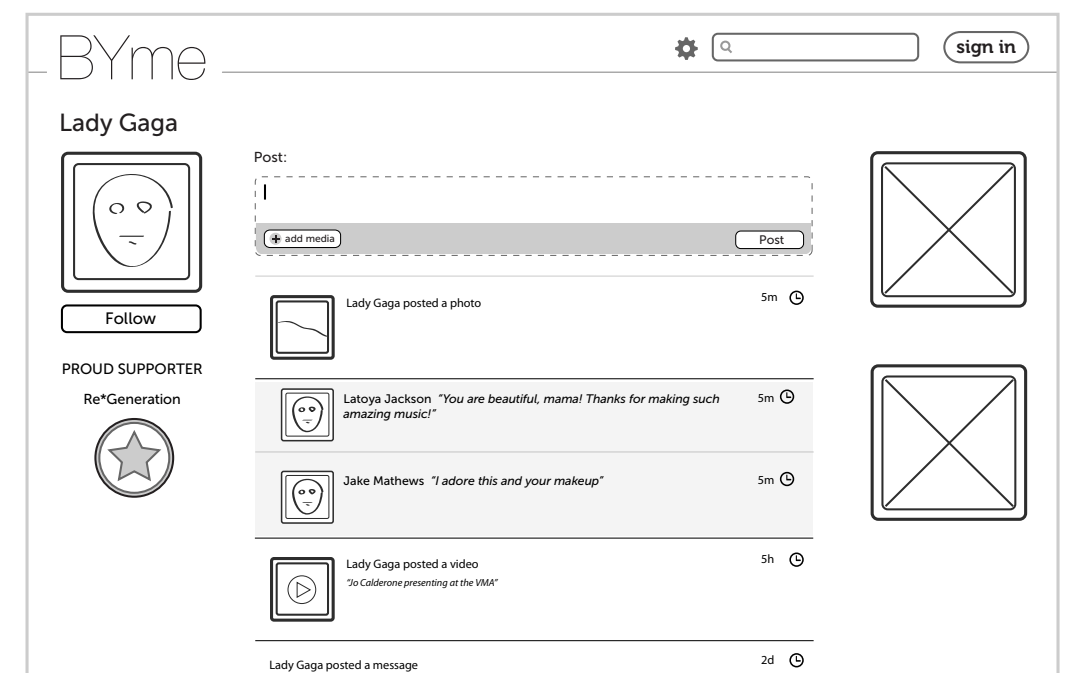 BYme
sign in
Lady Gaga
Follow
PROUD SUPPORTER
Re*Generation
Post:
add media
Post
Lady Gaga posted a photo
5m
Latoya Jackson "You are beautiful, mama! Thanks for making such
amazing music!"
5m
Jake Mathews "I adore this and your makeup"
5m
Lady Gaga posted a video
"Jo Calderone presenting at the VMA"
5h
Lady Gaga posted a message
2d